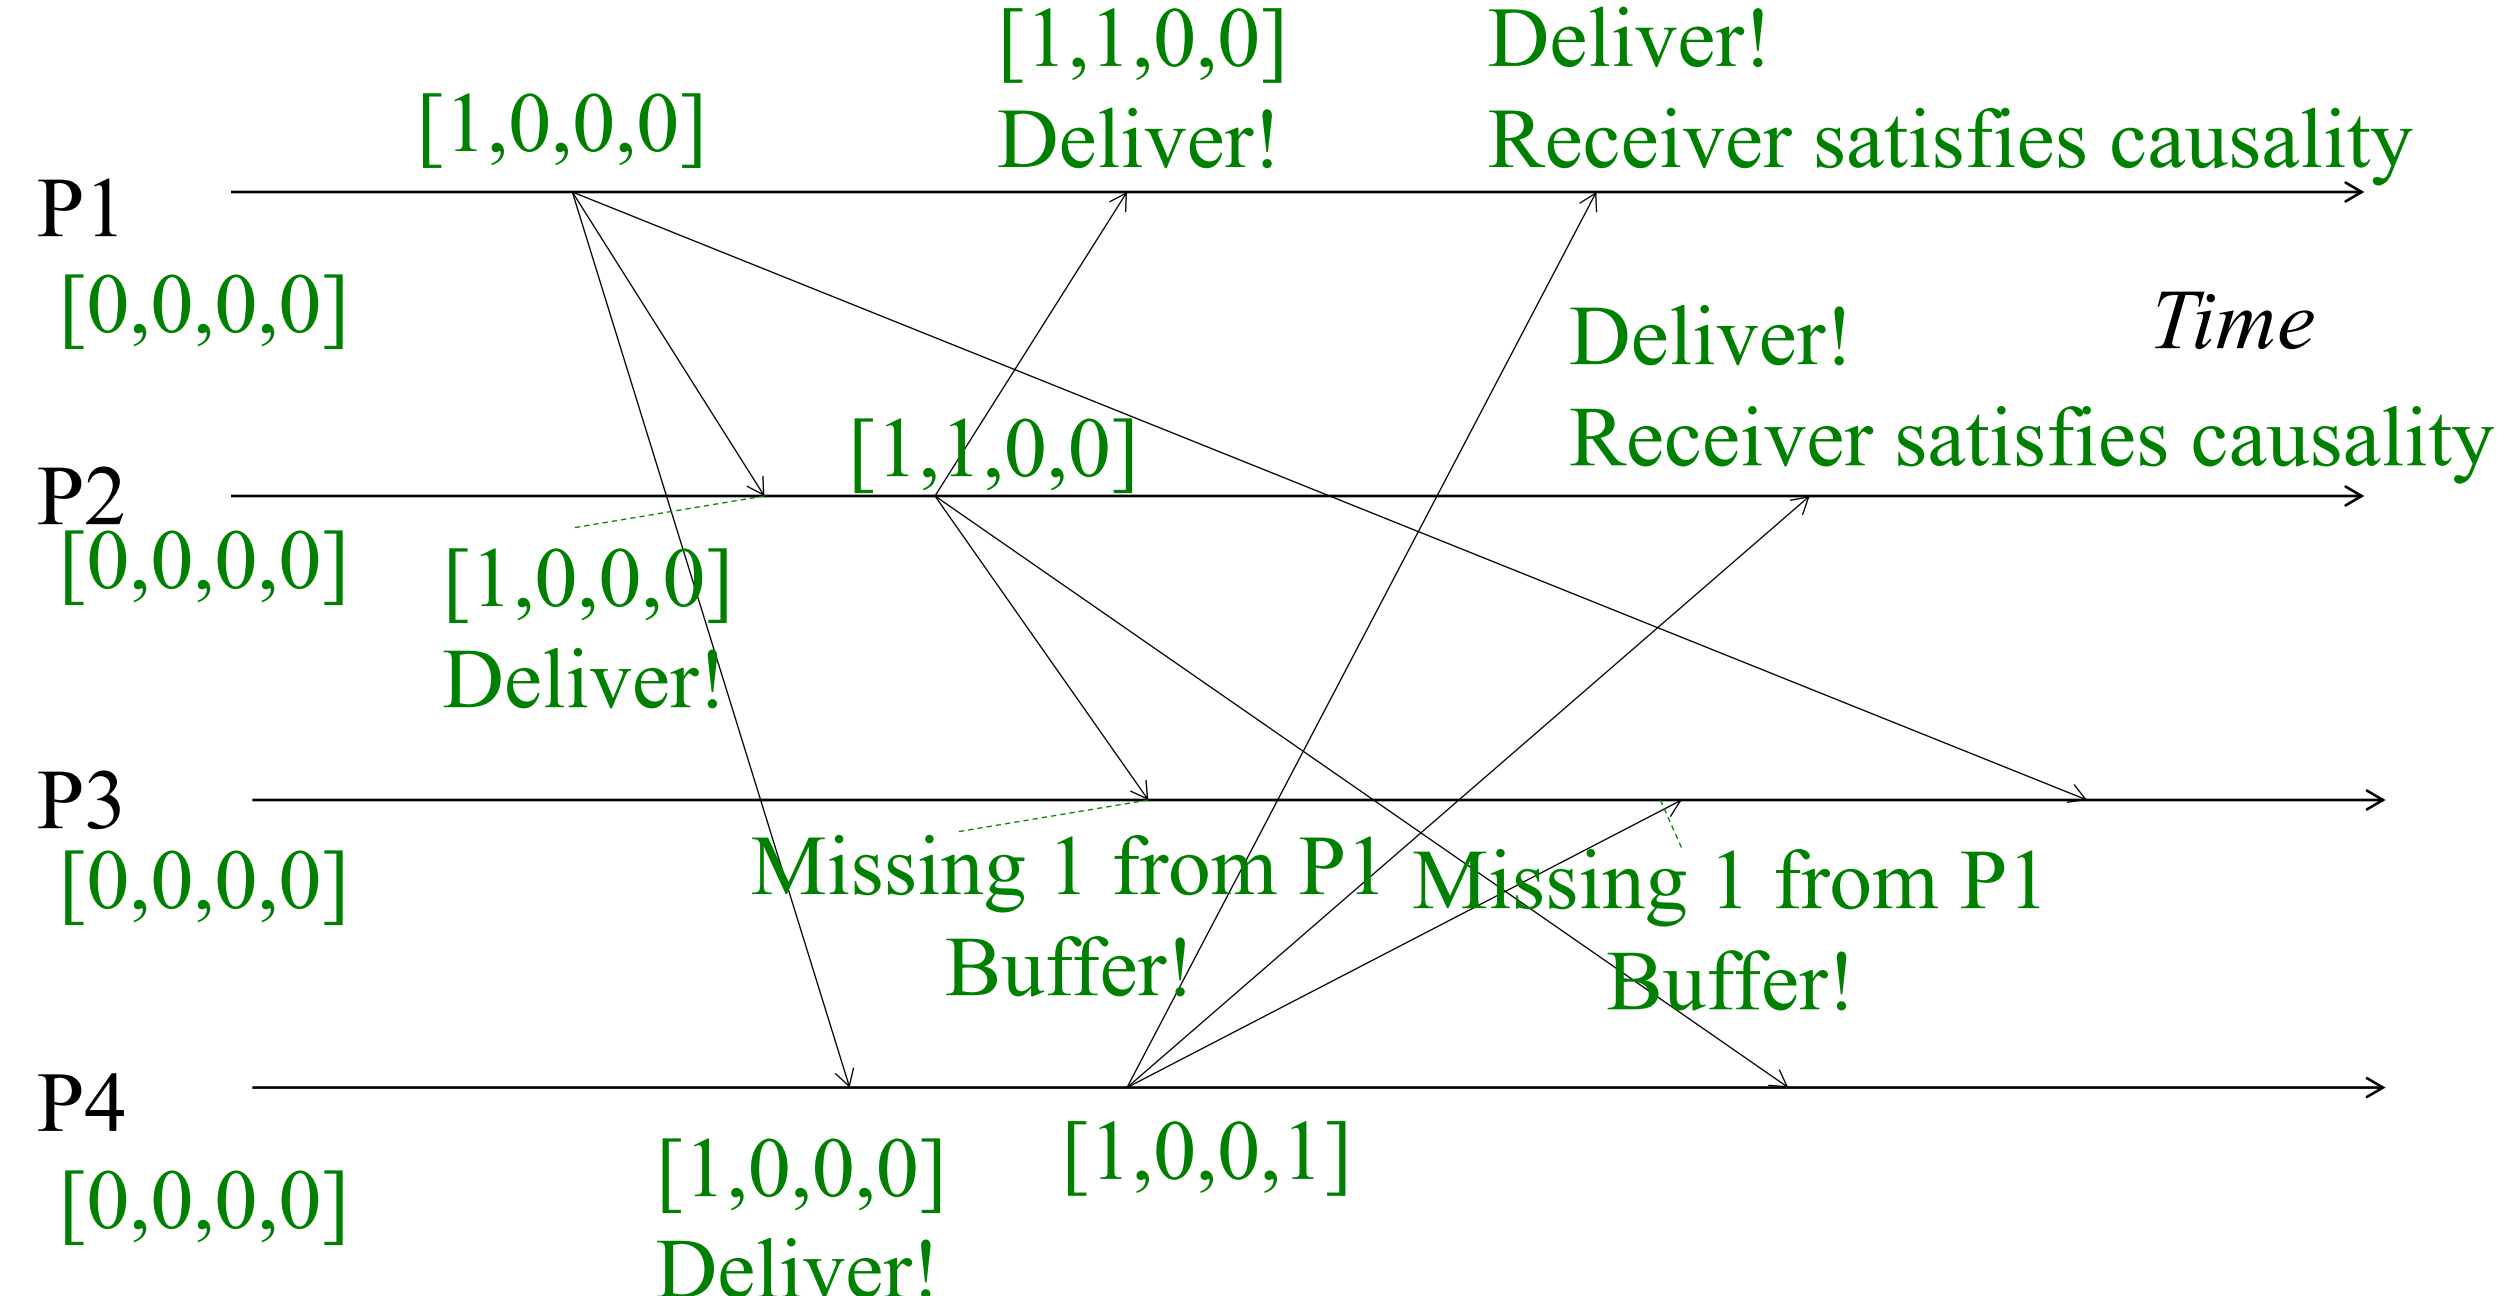 [1,1,0,0]
Deliver!
Deliver!
Receiver satisfies causality
[1,0,0,0]
P1
[0,0,0,0]
Time
Deliver!
Receiver satisfies causality
[1,1,0,0]
P2
[0,0,0,0]
[1,0,0,0]
Deliver!
P3
[0,0,0,0]
Missing 1 from P1
Buffer!
Missing 1 from P1
Buffer!
P4
[0,0,0,0]
[1,0,0,0]
Deliver!
[1,0,0,1]